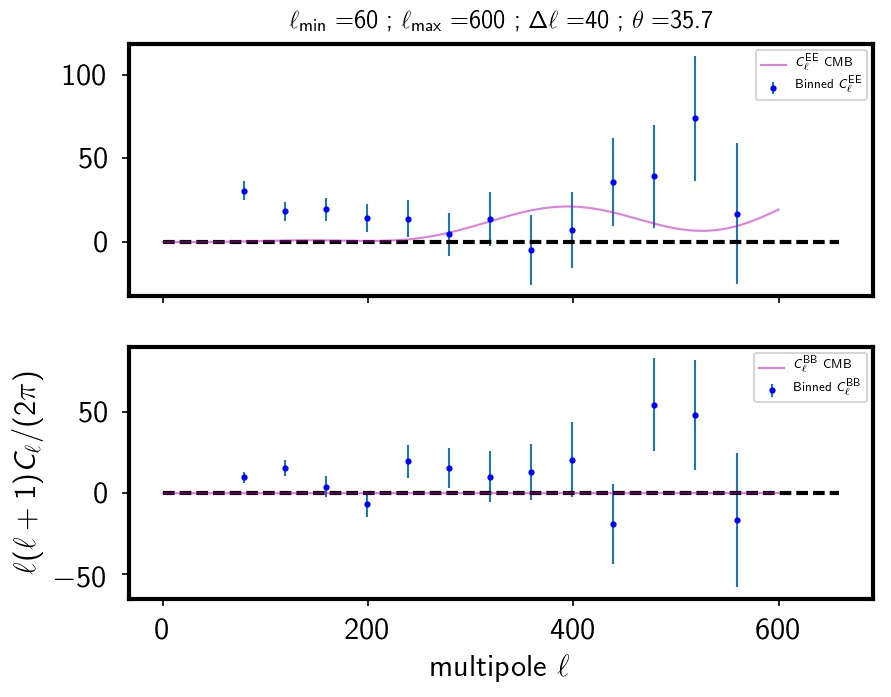 ℓmin =60 ; ℓmax =600 ; Δℓ =40 ; θ =35.7
100
50
0
C_ℓ^EE CMB
Binned C_ℓ^EE
ℓ(ℓ + 1)C_ℓ/(2π)
50
0
−50
C_ℓ^BB CMB
Binned C_ℓ^BB
0 200 400 600
multipole ℓ